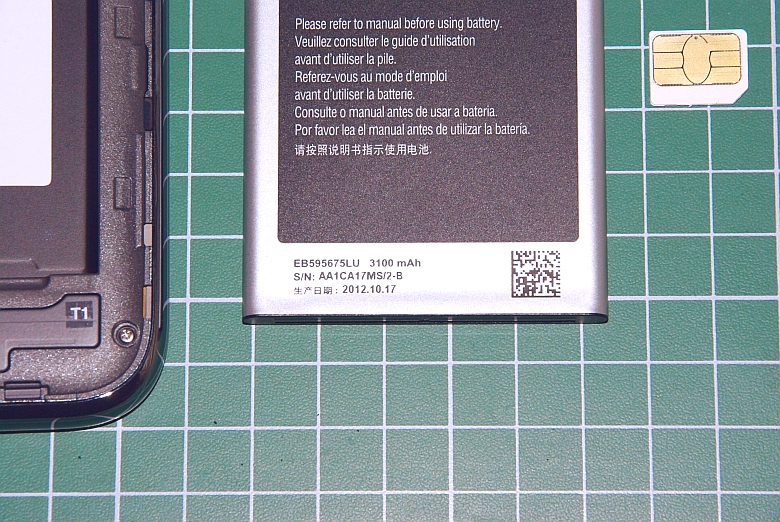 Please refer to manual before using battery.
Veuillez consulter le guide d'utilisation
avant d'utiliser la pile.
Referez-vous au mode d'emploi
avant d'utiliser la batterie.
Consulte o manual antes de usar a bateria.
Por favor lea el manual antes de utilizar la batería.
请按照说明书指示使用电池.
EB595675LU 3100 mAh
S/N: AA1CA17MS/2-B
生产日期 : 2012.10.17
T1